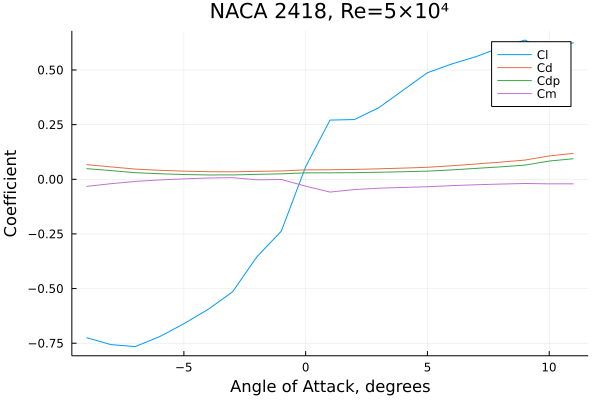 NACA 2418, Re=5×10⁴
Cl
Cd
Cdp
Cm
0.50
0.25
0.00
−0.25
−0.50
−0.75
Coefficient
−5
0
5
10
Angle of Attack, degrees